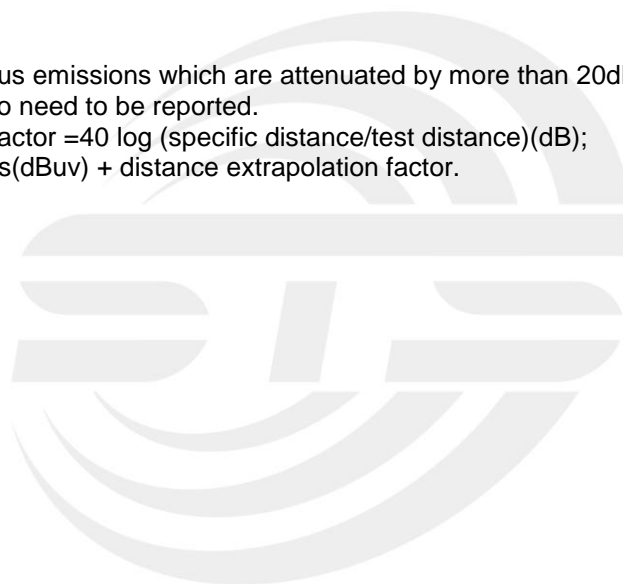 us emissions which are attenuated by more than 20d
o need to be reported.
actor =40 log (specific distance/test distance)(dB);
s(dBuv) + distance extrapolation factor.
STS